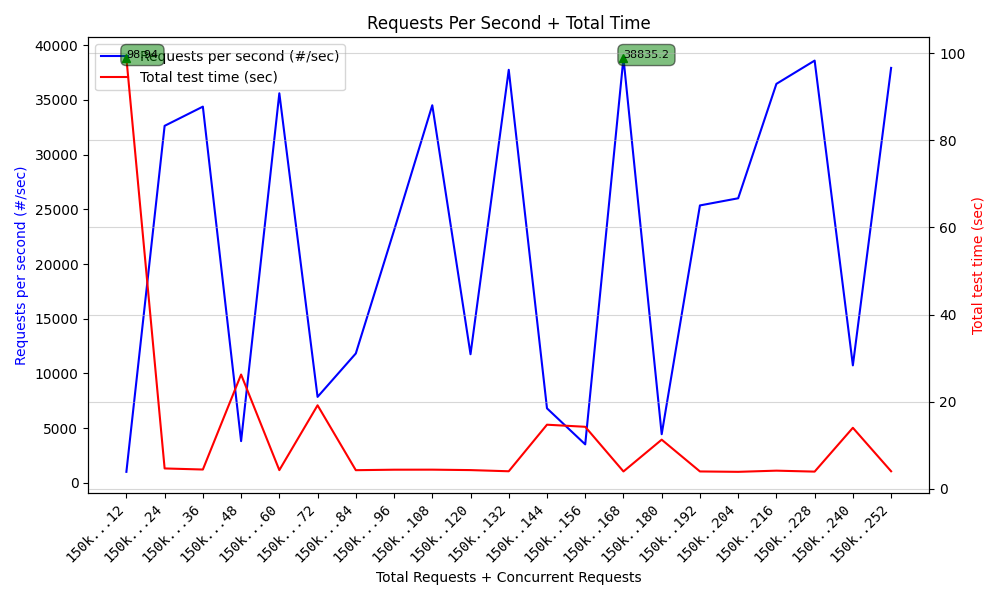 Requests Per Second + Total Time
98.94
Requests per second (#/sec)
Total test time (sec)
38835.2
40000
35000
30000
25000
20000
15000
10000
5000
0
Requests per second (#/sec)
100
80
60
40
20
0
Total test time (sec)
150k...12
150k...24
150k...36
150k...48
150k...60
150k...72
150k...84
150k...96
150k..108
150k..120
150k..132
150k..144
150k..156
150k..168
150k..180
150k..192
150k..204
150k..216
150k..228
150k..240
150k..252
Total Requests + Concurrent Requests